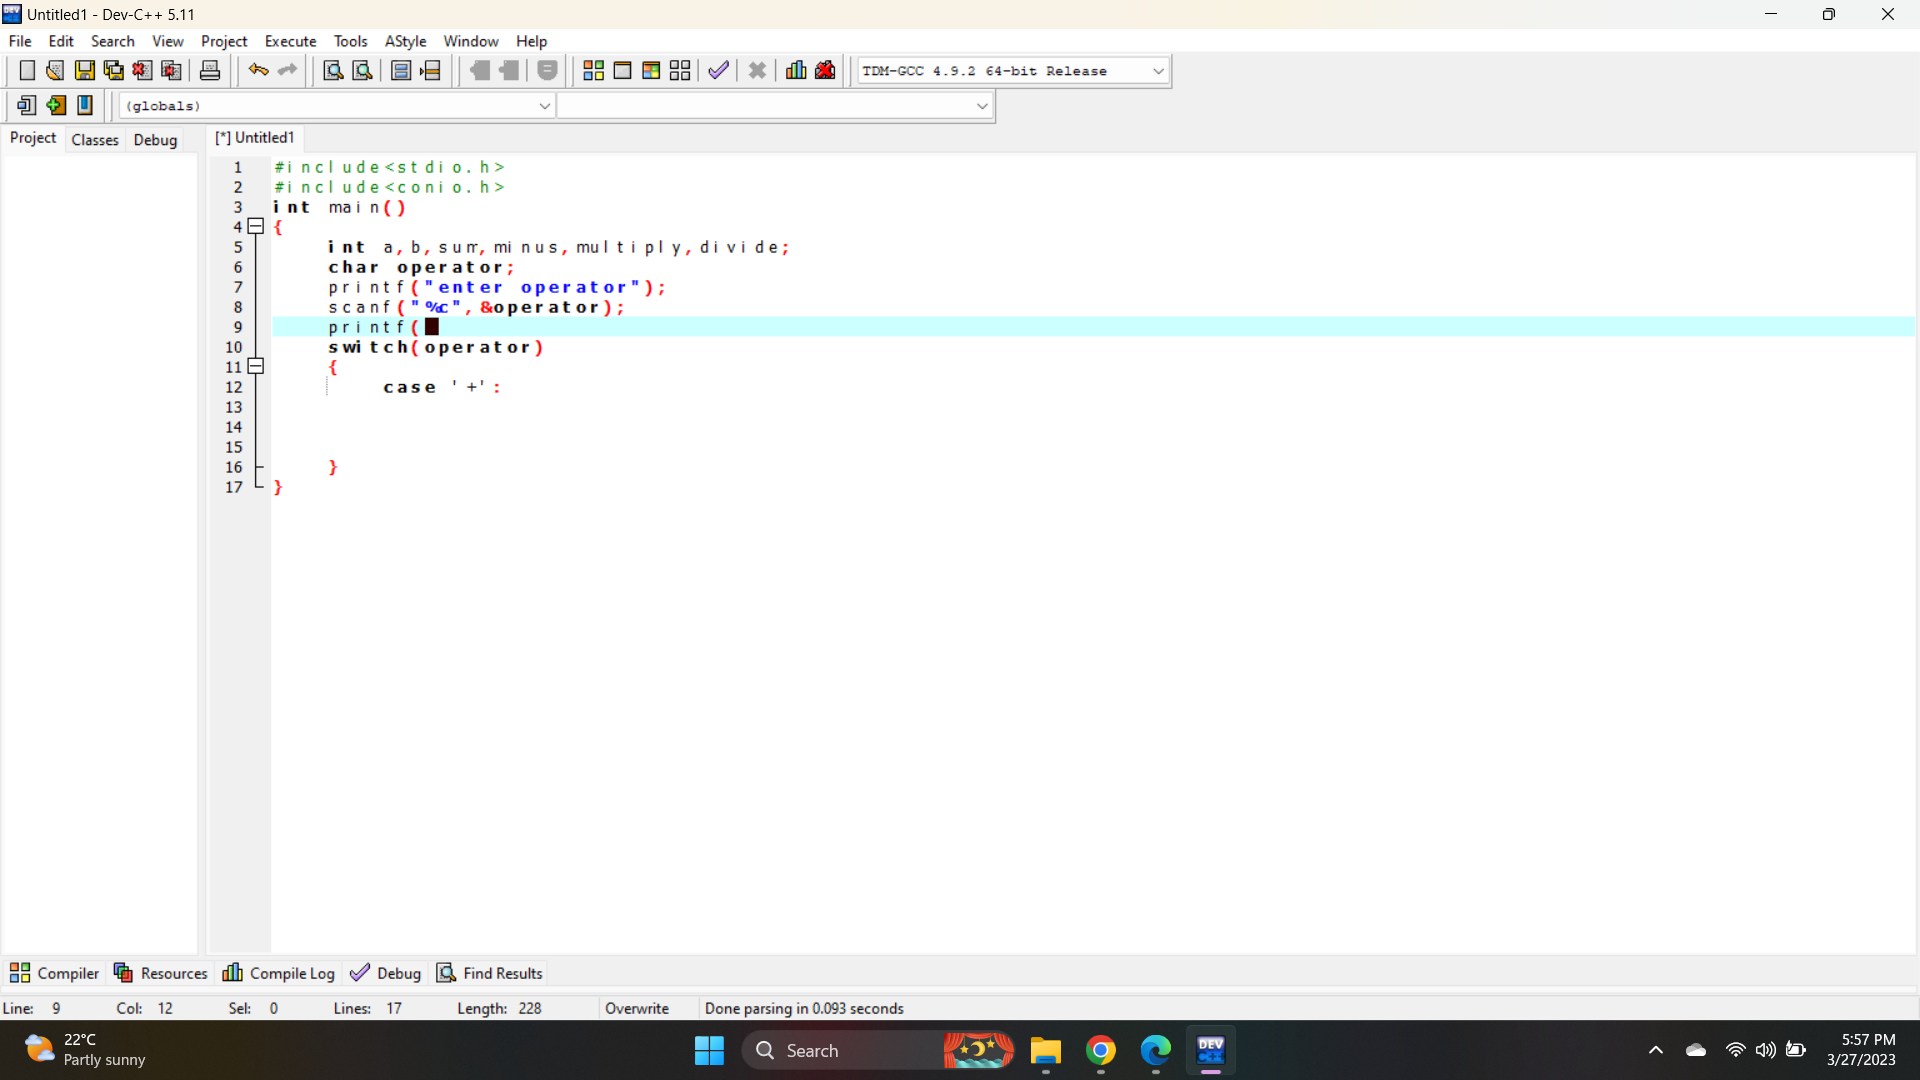 Untitled1 - Dev-C++ 5.11
File Edit Search View Project Execute Tools AStyle Window Help
TDM-GCC 4.9.2 64-bit Release
(globals)
Project Classes Debug [*] Untitled1
1 #include<stdio.h>
2 #include<conio.h>
3 int main()
4 {
5 int a,b,sum,minus,multiply,divide;
6 char operator;
7 printf("enter operator");
8 scanf("%c",&operator);
9 printf(
10 switch(operator)
11 {
12 case '+':
13
14
15
16 }
17 }
Compiler Resources Compile Log Debug Find Results
Line: 9 Col: 12 Sel: 0 Lines: 17 Length: 228 Overwrite Done parsing in 0.093 seconds
22°C
Partly sunny
Search
DEV
C++
5:57 PM
3/27/2023